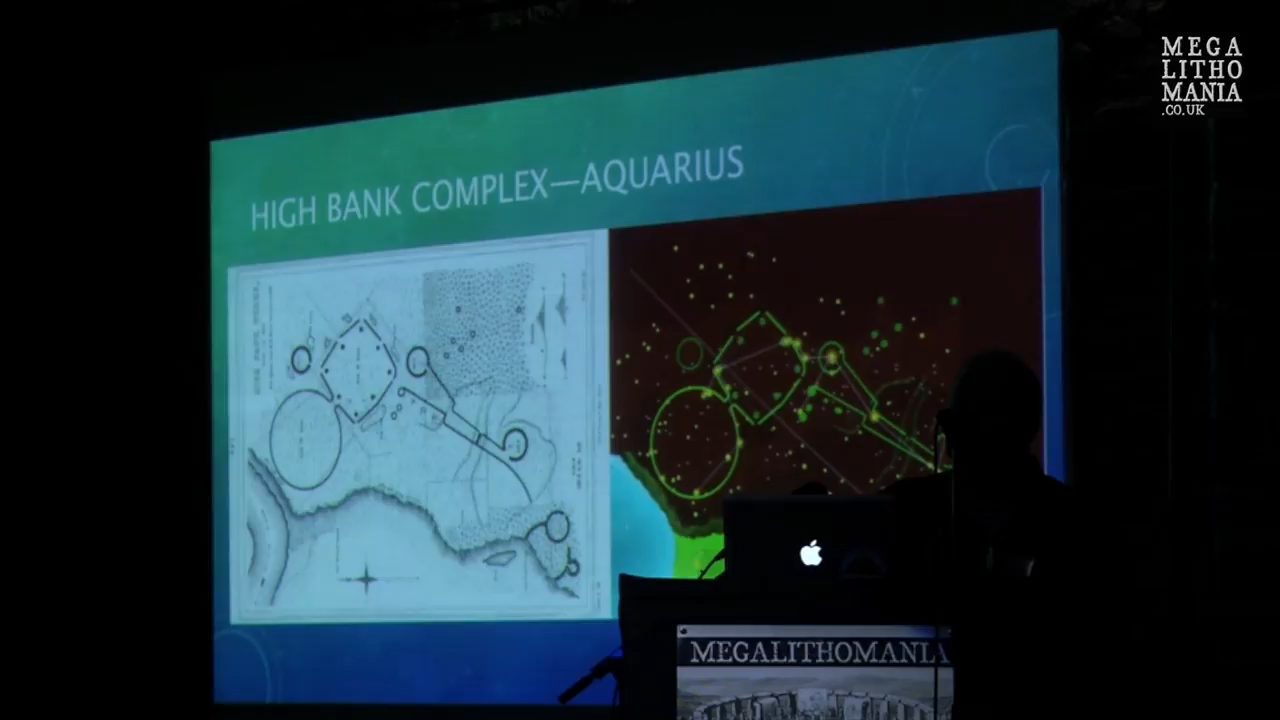 MEGA
LITHO
MANIA
.CO.UK
HIGH BANK COMPLEX—AQUARIUS
MEGALITHOMANIA